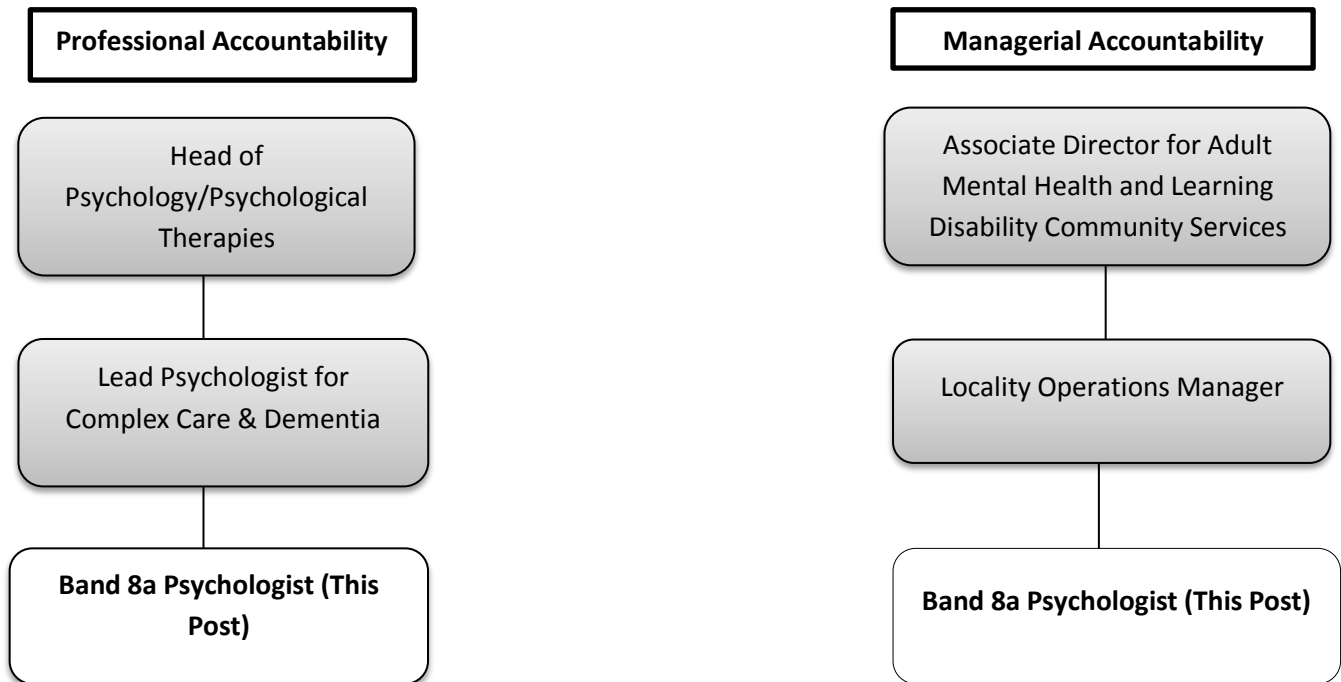 Professional Accountability
Managerial Accountability
Head of
Psychology/Psychological
Therapies
Associate Director for Adult
Mental Health and Learning
Disability Community Services
Lead Psychologist for
Complex Care & Dementia
Locality Operations Manager
Band 8a Psychologist (This
Post)
Band 8a Psychologist (This Post)